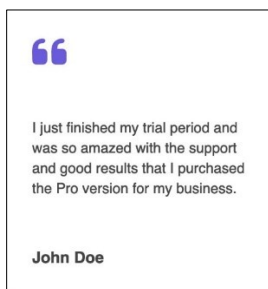 “
I just finished my trial period and
was so amazed with the support
and good results that I purchased
the Pro version for my business.
John Doe